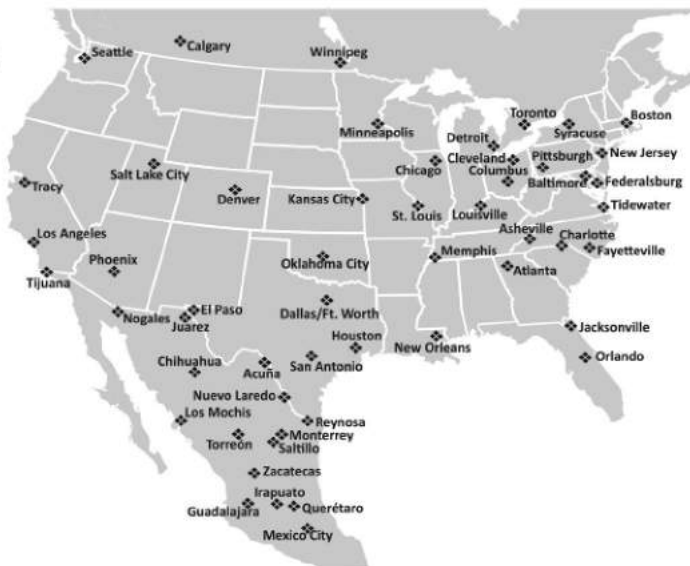 Calgary
Seattle
Winnipeg
Minneapolis
Toronto
Syracuse
Boston
Detroit
Cleveland
Pittsburgh
New Jersey
Chicago
Columbus
Baltimore
Federalsburg
Salt Lake City
Tracy
Denver
Kansas City
St. Louis
Louisville
Tidewater
Los Angeles
Asheville
Charlotte
Fayetteville
Phoenix
Oklahoma City
Memphis
Atlanta
Tijuana
Nogales
El Paso
Juarez
Dallas/Ft. Worth
Jacksonville
Houston
New Orleans
Orlando
Chihuahua
Acuña
San Antonio
Nuevo Laredo
Los Mochis
Reynosa
Torreón
Monterrey
Saltillo
Zacatecas
Irapuato
Guadalajara
Querétaro
Mexico City